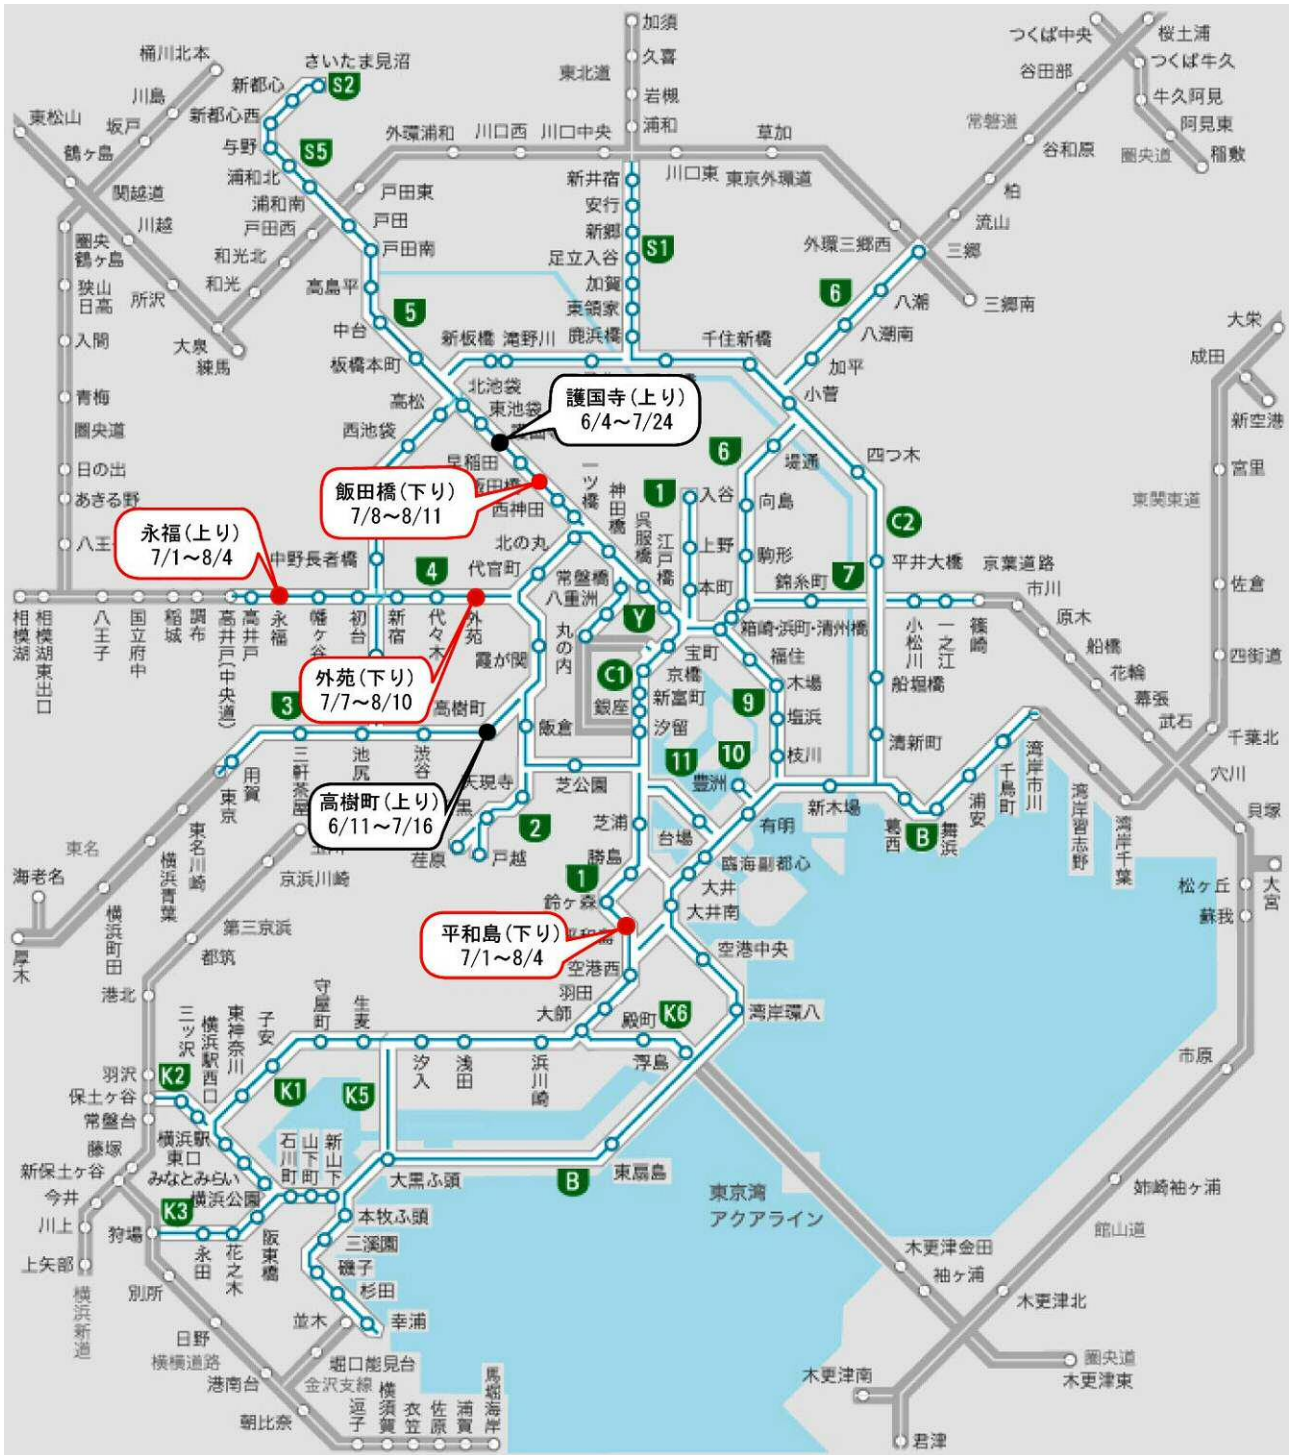 加須
久喜
東北道
岩槻
浦和
つくば中央
桜土浦
谷田部
つくば牛久
牛久阿見
常磐道
阿見東
谷和原
圏央道
稲敷
柏
流山
桶川北本
さいたま見沼
新都心
S2
川島
新都心西
東松山
坂戸
与野
S5
鶴ヶ島
浦和北
関越道
浦和南
川越
外環浦和
川口西
川口中央
草加
川口東
東京外環道
戸田東
戸田西
戸田
和光北
戸田南
和光
高島平
圏央
鶴ヶ島
狭山
日高
所沢
入間
大泉
練馬
青梅
圏央道
日の出
あきる野
新井宿
安行
新郷
S1
足立入谷
加賀
東領家
鹿浜橋
外環三郷西
三郷
三郷南
6
八潮
八潮南
加平
小菅
5
中台
板橋本町
新板橋
滝野川
千住新橋
北池袋
東池袋
高松
西池袋
護国寺(上り)
6/4～7/24
早稲田
飯田橋(下り)
7/8～8/11
西神田
一ツ橋
神田橋
呉服橋
江戸橋
永福(上り)
7/1～8/4
中野長者橋
4
北の丸
代官町
常盤橋
八重洲
丸の内
Y
1
入谷
上野
本町
6
堤通
向島
駒形
錦糸町
7
四つ木
C2
平井大橋
京葉道路
市川
原木
船橋
花輪
幕張
武石
大栄
成田
新空港
宮里
東関東道
佐倉
四街道
千葉北
穴川
貝塚
大宮
松ヶ丘
蘇我
市原
相模湖
相模湖東出口
八王子
国立府中
稲城
調布
高井戸(中央道)
高井戸
永福
幡ヶ谷
初台
新宿
代々木
外苑
外苑(下り)
7/7～8/10
霞が関
C1
宝町
京橋
新富町
銀座
汐留
箱崎・浜町・清州橋
福住
木場
9
塩浜
枝川
小松川
一之江
篠崎
船堀橋
清新町
3
高樹町
飯倉
11
10
豊洲
用賀
東京
三軒茶屋
池尻
渋谷
高樹町(上り)
6/11～7/16
天現寺
芝公園
2
荏原
戸越
芝浦
台場
有明
新木場
葛西
B
舞浜
浦安
千鳥町
湾岸市川
湾岸習志野
湾岸千葉
勝島
1
鈴ヶ森
臨海副都心
大井
大井南
平和島(下り)
7/1～8/4
空港西
空港中央
羽田
大師
殿町
K6
湾岸環八
浮島
東名
東名川崎
横浜青葉
横浜町田
海老名
厚木
京浜川崎
第三京浜
都筑
港北
羽沢
K2
三ッ沢
横浜駅西口
東神奈川
子安
守屋町
生麦
汐入
浅田
浜川崎
K1
K5
保土ヶ谷
常盤台
藤塚
新保土ヶ谷
今井
川上
上矢部
横浜新道
横浜駅
東口
みなとみらい
横浜公園
石川町
山下町
新山下
大黒ふ頭
B
東扇島
K3
狩場
永田
花之木
阪東橋
本牧ふ頭
三溪園
磯子
杉田
幸浦
別所
日野
横横道路
港南台
朝比奈
並木
堀口能見台
金沢支線
逗子
横須賀
衣笠
佐原
浦賀
馬堀海岸
東京湾
アクアライン
木更津金田
袖ヶ浦
姉崎袖ヶ浦
館山道
木更津北
圏央道
木更津東
木更津南
君津